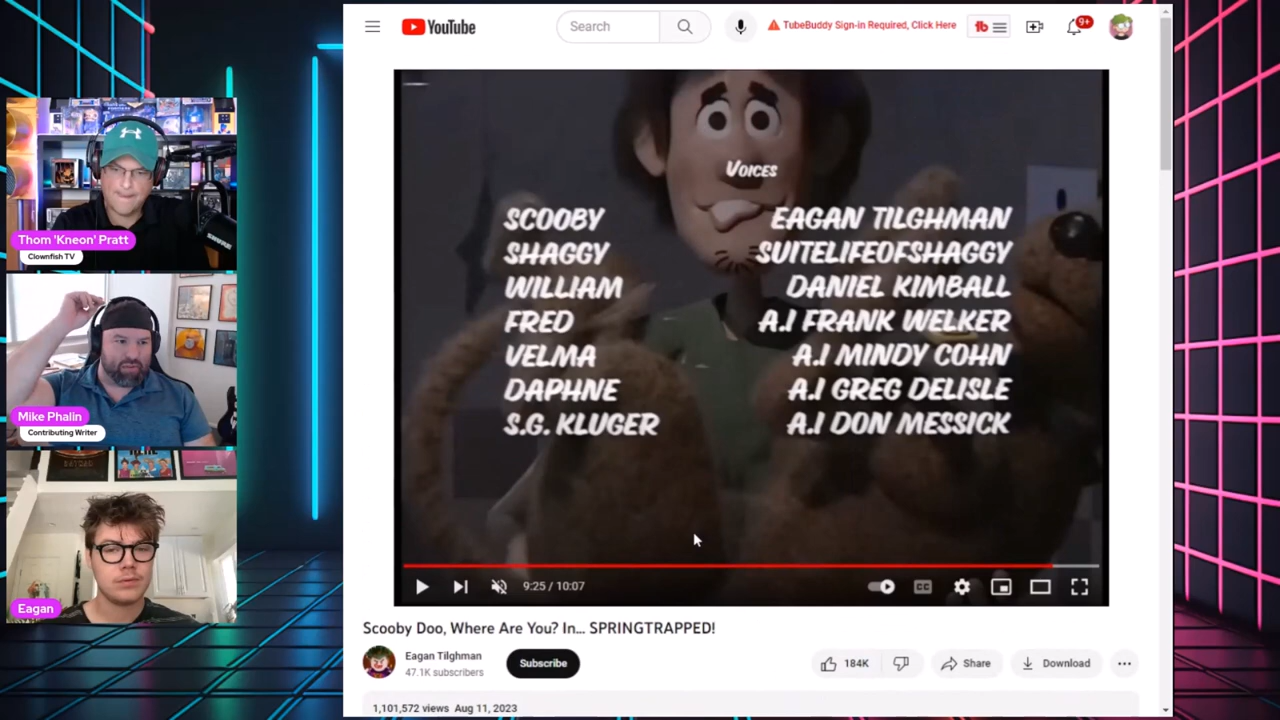 YouTube
Search
TubeBuddy Sign-in Required, Click Here
tb
9+
VOICES
SCOOBY EAGAN TILGHMAN
SHAGGY SUITELIFEOFSHAGGY
WILLIAM DANIEL KIMBALL
FRED A.I FRANK WELKER
VELMA A.I MINDY COHN
DAPHNE A.I GREG DELISLE
S.G. KLUGER A.I DON MESSICK
9:25 / 10:07
CC
Scooby Doo, Where Are You? In... SPRINGTRAPPED!
Eagan Tilghman
47.1K subscribers
Subscribe
184K
Share
Download
1,101,572 views Aug 11, 2023
Thom 'Kneon' Pratt
Clownfish TV
SHURE
Mike Phalin
Contributing Writer
Eagan